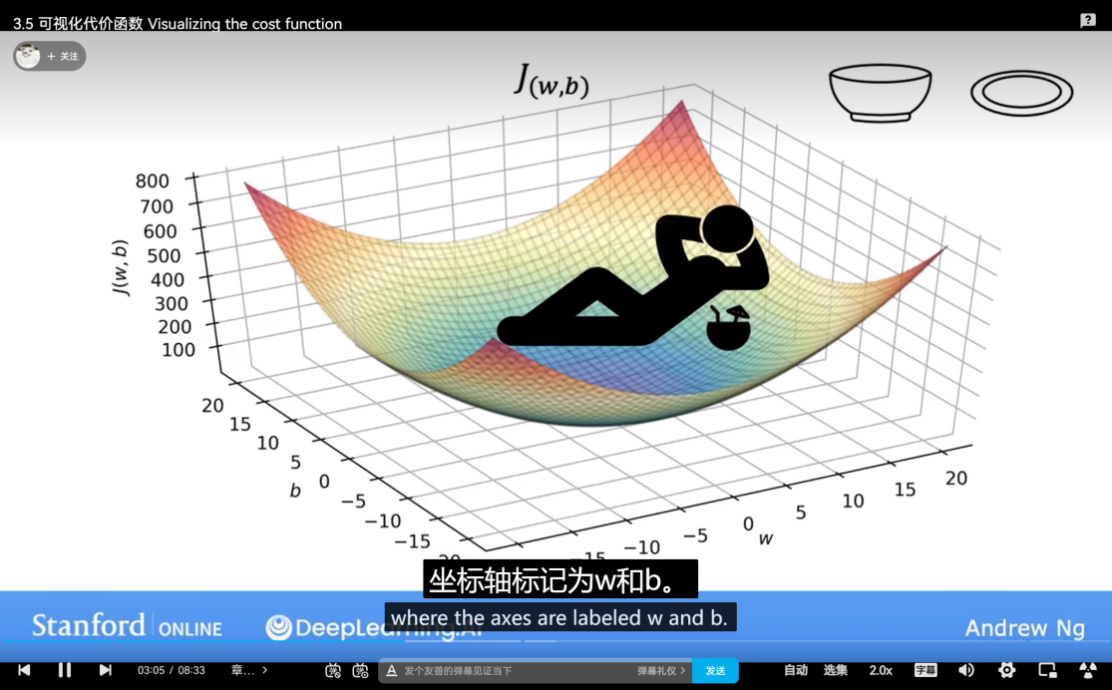 3.5 可视化代价函数 Visualizing the cost function
+ 关注
J(w,b)
800
700
600
500
400
300
200
100
J(w, b)
20
15
10
5
0
−5
−10
−15
b
−15
−10
−5
0
5
10
15
20
w
坐标轴标记为w和b。
where the axes are labeled w and b.
Stanford ONLINE
DeepLearning.AI
Andrew Ng
03:05 / 08:33
章... >
发个友善的弹幕见证当下
弹幕礼仪 >
发送
自动
选集
2.0x
字幕